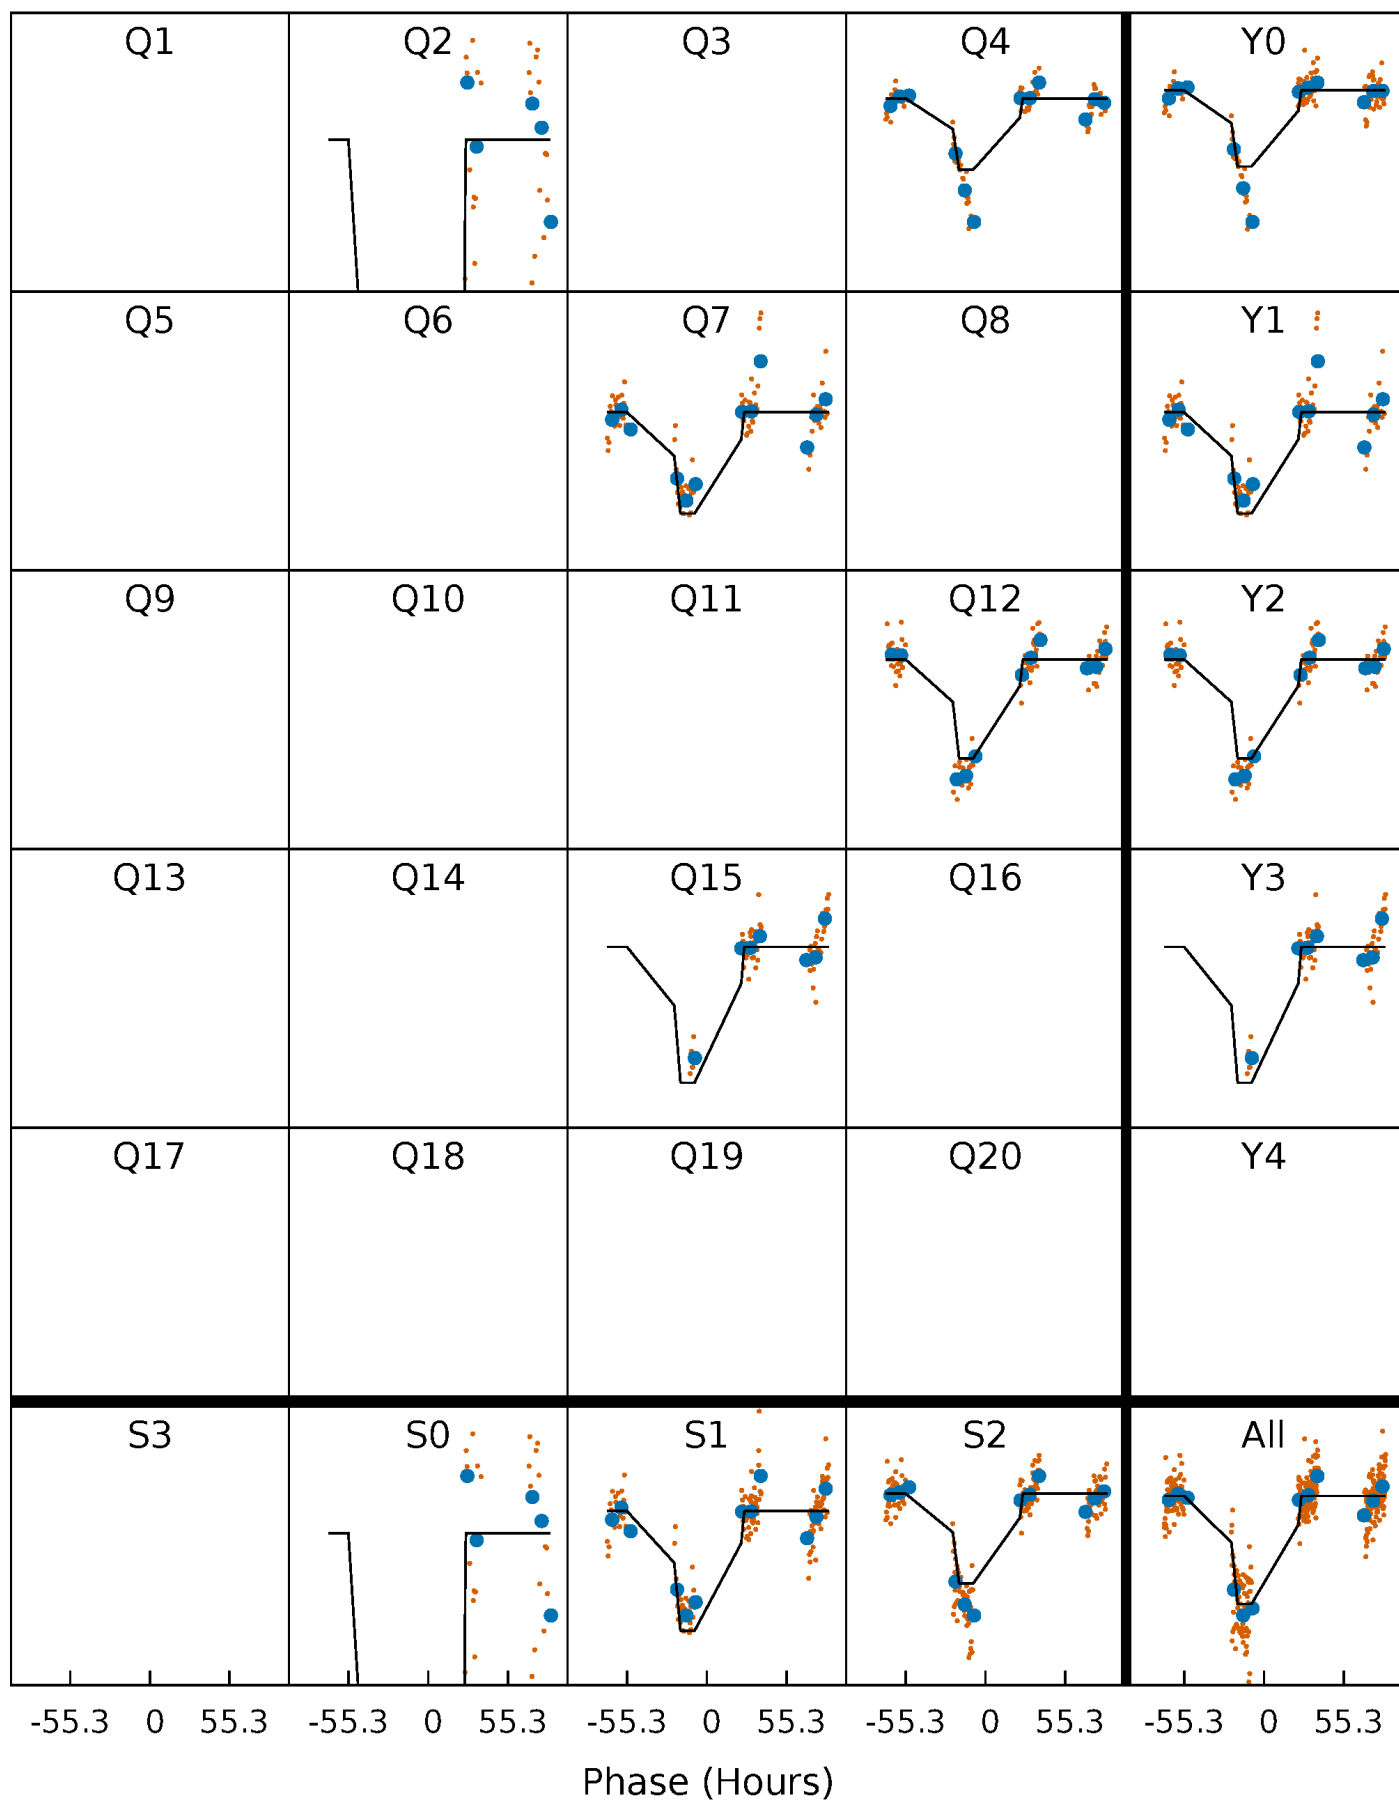 Q1 Q2 Q3 Q4 Y0
Q5 Q6 Q7 Q8 Y1
Q9 Q10 Q11 Q12 Y2
Q13 Q14 Q15 Q16 Y3
Q17 Q18 Q19 Q20 Y4
S3 S0 S1 S2 All
-55.3 0 55.3 -55.3 0 55.3 -55.3 0 55.3 -55.3 0 55.3 -55.3 0 55.3
Phase (Hours)